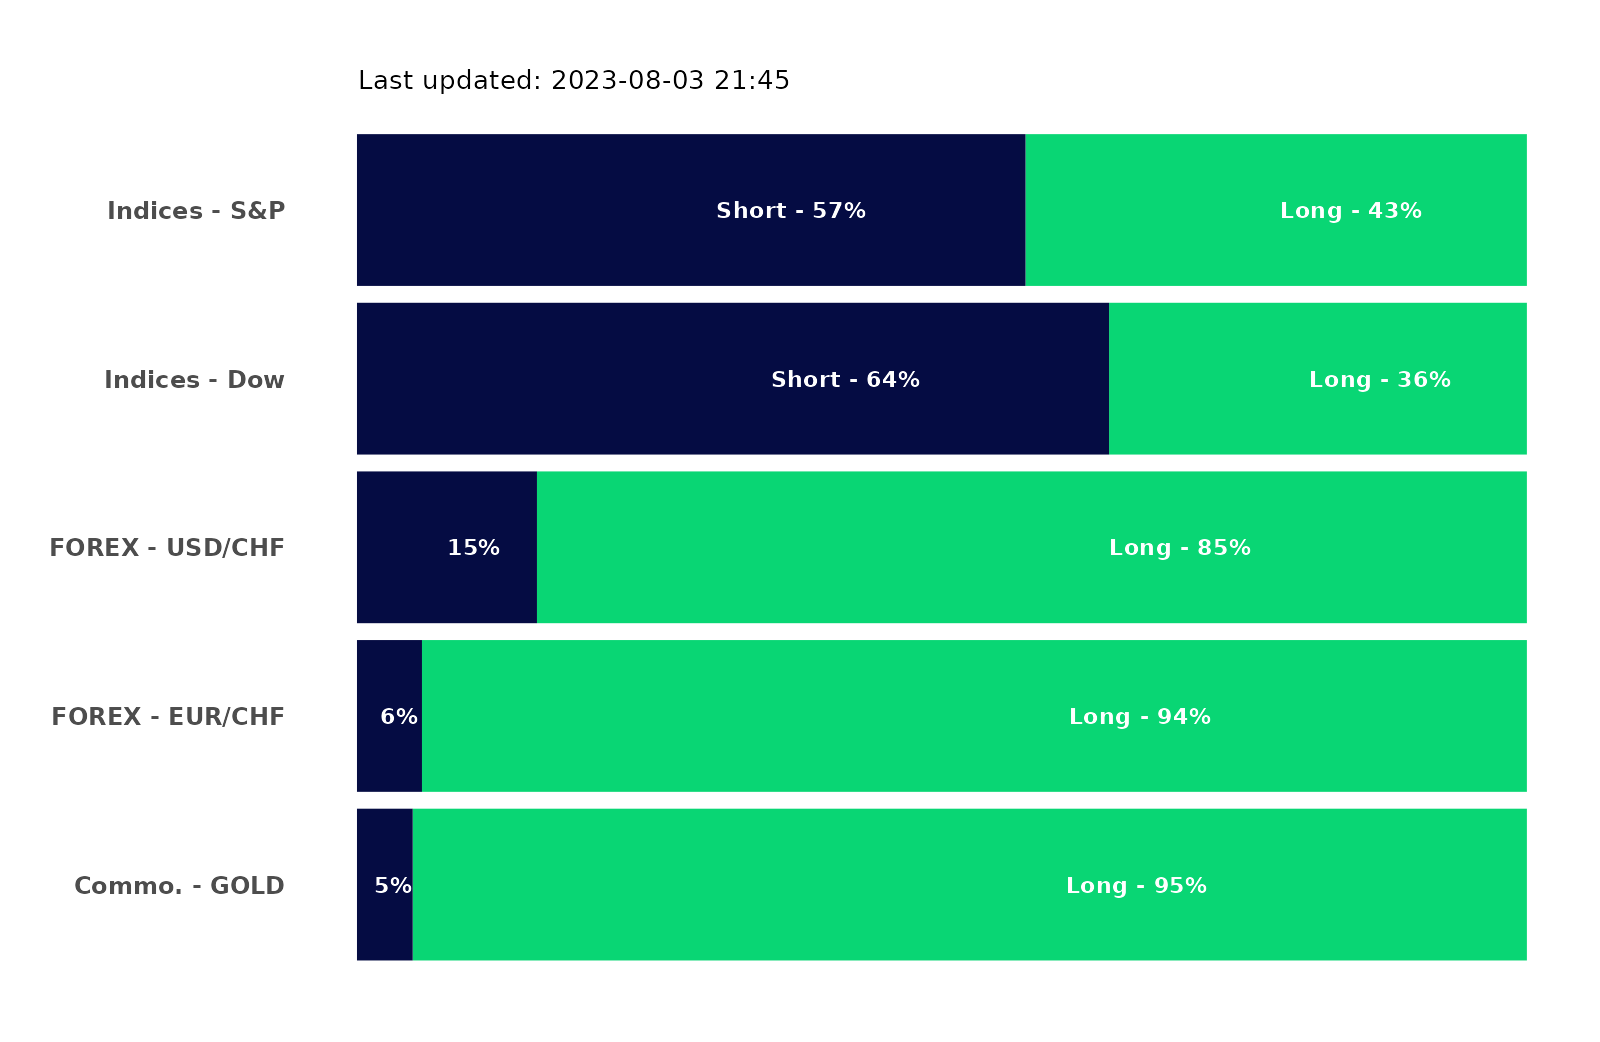 Last updated: 2023-08-03 21:45
Indices - S&P Short - 57% Long - 43%
Indices - Dow Short - 64% Long - 36%
FOREX - USD/CHF 15% Long - 85%
FOREX - EUR/CHF 6% Long - 94%
Commo. - GOLD 5% Long - 95%